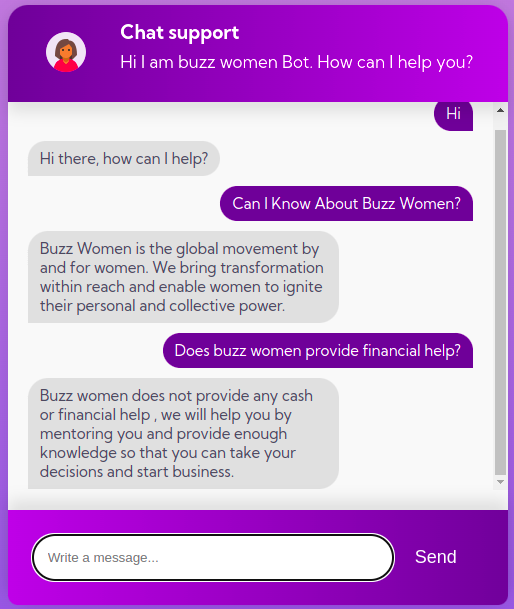 Chat support
Hi I am buzz women Bot. How can I help you?
Hi
Hi there, how can I help?
Can I Know About Buzz Women?
Buzz Women is the global movement by
and for women. We bring transformation
within reach and enable women to ignite
their personal and collective power.
Does buzz women provide financial help?
Buzz women does not provide any cash
or financial help , we will help you by
mentoring you and provide enough
knowledge so that you can take your
decisions and start business.
Write a message...
Send